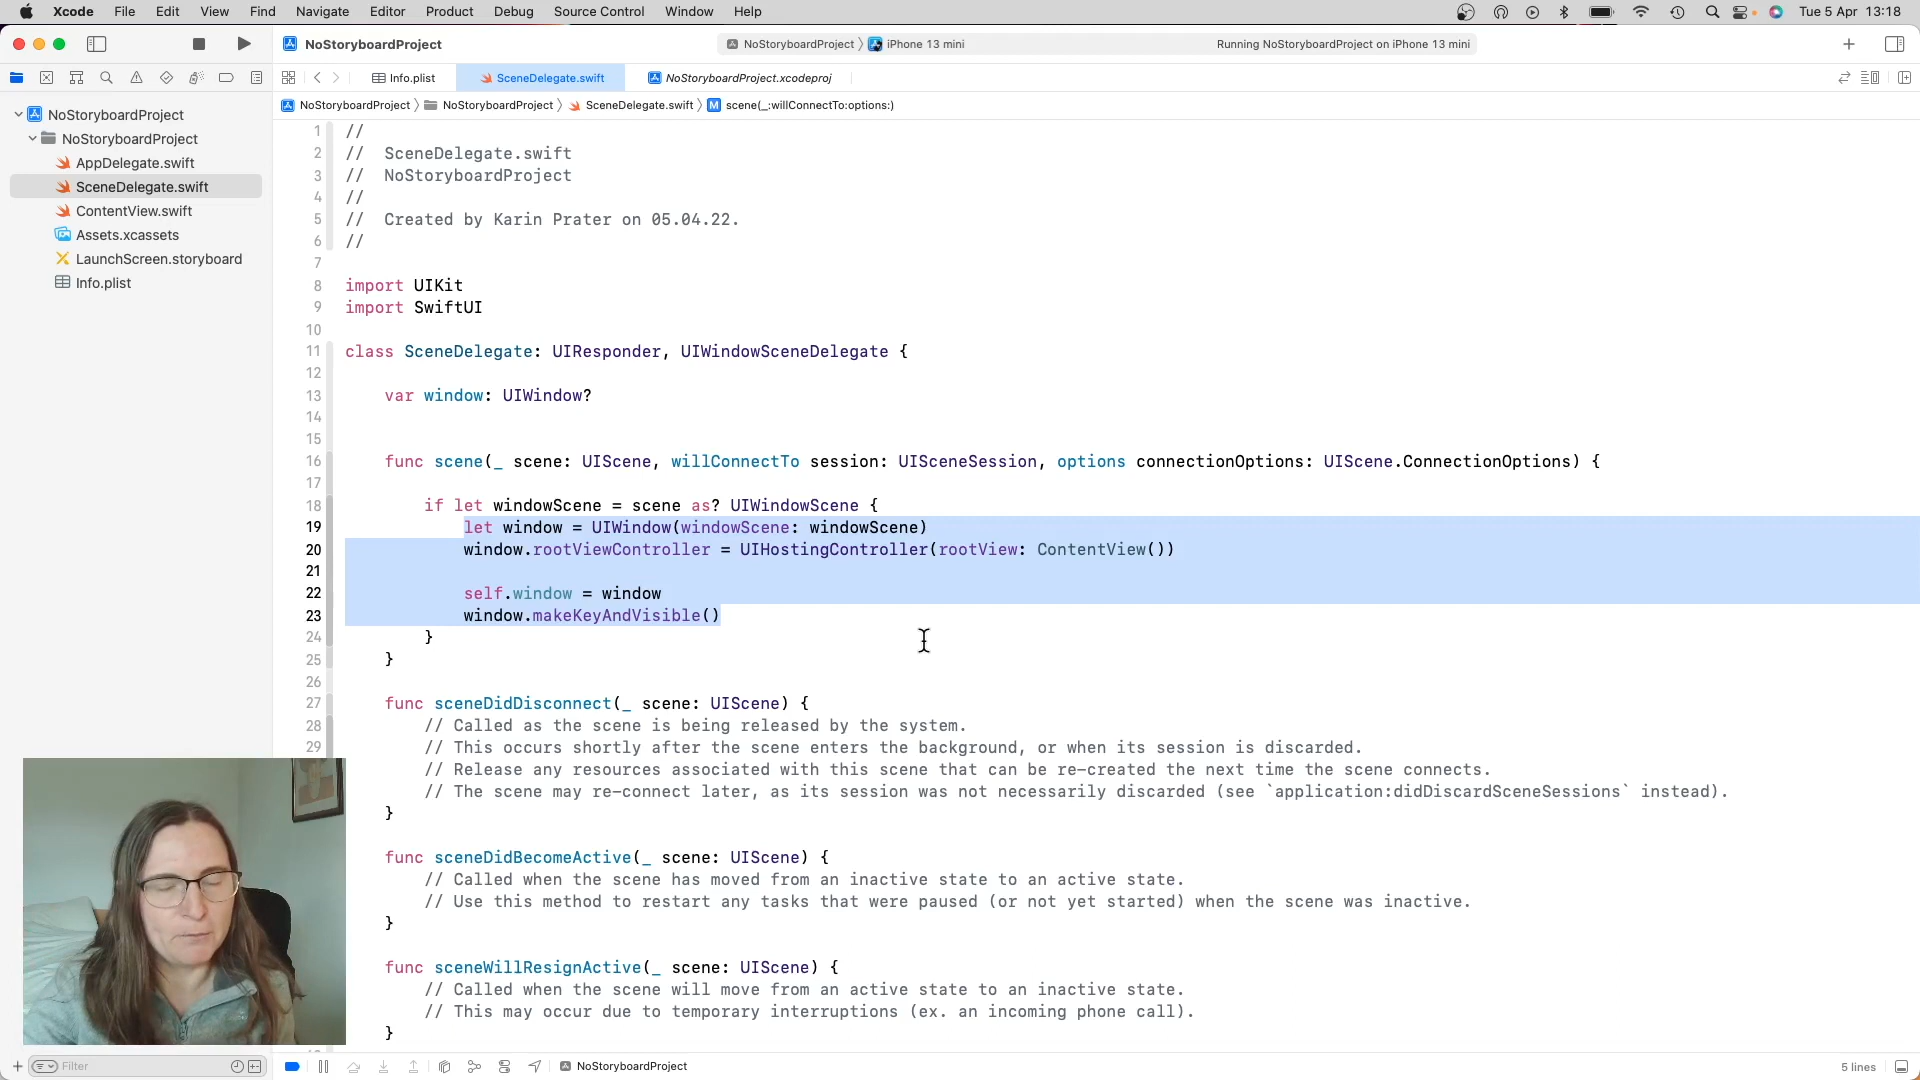 Xcode File Edit View Find Navigate Editor Product Debug Source Control Window Help Tue 5 Apr 13:18
NoStoryboardProject NoStoryboardProject iPhone 13 mini Running NoStoryboardProject on iPhone 13 mini
Info.plist SceneDelegate.swift NoStoryboardProject.xcodeproj
NoStoryboardProject NoStoryboardProject SceneDelegate.swift M scene(_:willConnectTo:options:)
NoStoryboardProject
NoStoryboardProject
AppDelegate.swift
SceneDelegate.swift
ContentView.swift
Assets.xcassets
LaunchScreen.storyboard
Info.plist
1 //
2 //  SceneDelegate.swift
3 //  NoStoryboardProject
4 //
5 //  Created by Karin Prater on 05.04.22.
6 //
7
8 import UIKit
9 import SwiftUI
10
11 class SceneDelegate: UIResponder, UIWindowSceneDelegate {
12
13     var window: UIWindow?
14
15
16     func scene(_ scene: UIScene, willConnectTo session: UISceneSession, options connectionOptions: UIScene.ConnectionOptions) {
17
18         if let windowScene = scene as? UIWindowScene {
19             let window = UIWindow(windowScene: windowScene)
20             window.rootViewController = UIHostingController(rootView: ContentView())
21
22             self.window = window
23             window.makeKeyAndVisible()
24         }
25     }
26
27     func sceneDidDisconnect(_ scene: UIScene) {
28         // Called as the scene is being released by the system.
29         // This occurs shortly after the scene enters the background, or when its session is discarded.
        // Release any resources associated with this scene that can be re-created the next time the scene connects.
        // The scene may re-connect later, as its session was not necessarily discarded (see `application:didDiscardSceneSessions` instead).
    }
    func sceneDidBecomeActive(_ scene: UIScene) {
        // Called when the scene has moved from an inactive state to an active state.
        // Use this method to restart any tasks that were paused (or not yet started) when the scene was inactive.
    }
    func sceneWillResignActive(_ scene: UIScene) {
        // Called when the scene will move from an active state to an inactive state.
        // This may occur due to temporary interruptions (ex. an incoming phone call).
    }
Filter NoStoryboardProject 5 lines